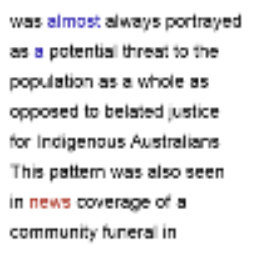 was almost always portrayed
as a potential threat to the
population as a whole as
opposed to belated justice
for Indigenous Australians
This pattern was also seen
in news coverage of a
community funeral in